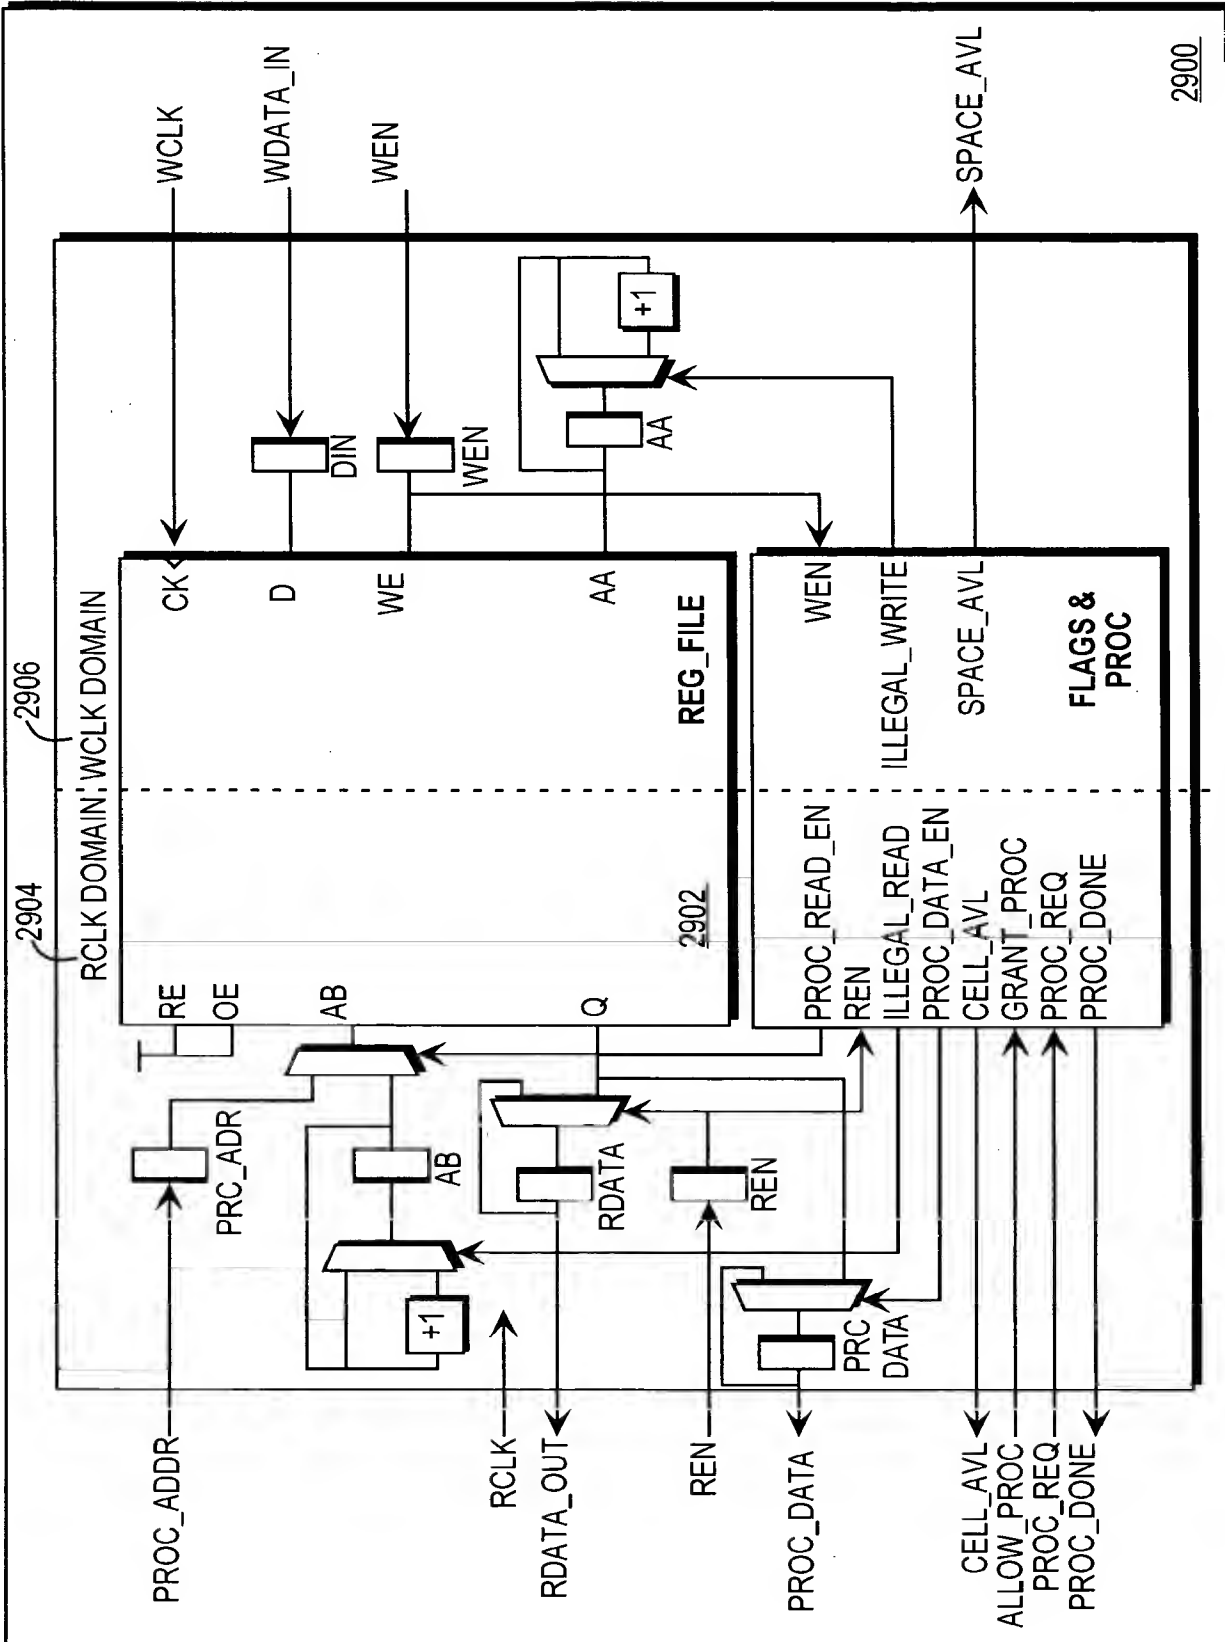 2904
2906
RCLK DOMAIN
WCLK DOMAIN
PROC_ADDR
PRC_ADR
RE
OE
CK
WCLK
AB
AB
+1
D
DIN
WDATA_IN
WE
WEN
WEN
RCLK
RDATA_OUT
RDATA
Q
AA
AA
+1
2902
REG_FILE
REN
REN
PROC_DATA
PRC
DATA
PROC_READ_EN
REN
ILLEGAL_READ
PROC_DATA_EN
CELL_AVL
GRANT_PROC
PROC_REQ
PROC_DONE
WEN
ILLEGAL_WRITE
SPACE_AVL
FLAGS &
PROC
SPACE_AVL
CELL_AVL
ALLOW_PROC
PROC_REQ
PROC_DONE
2900